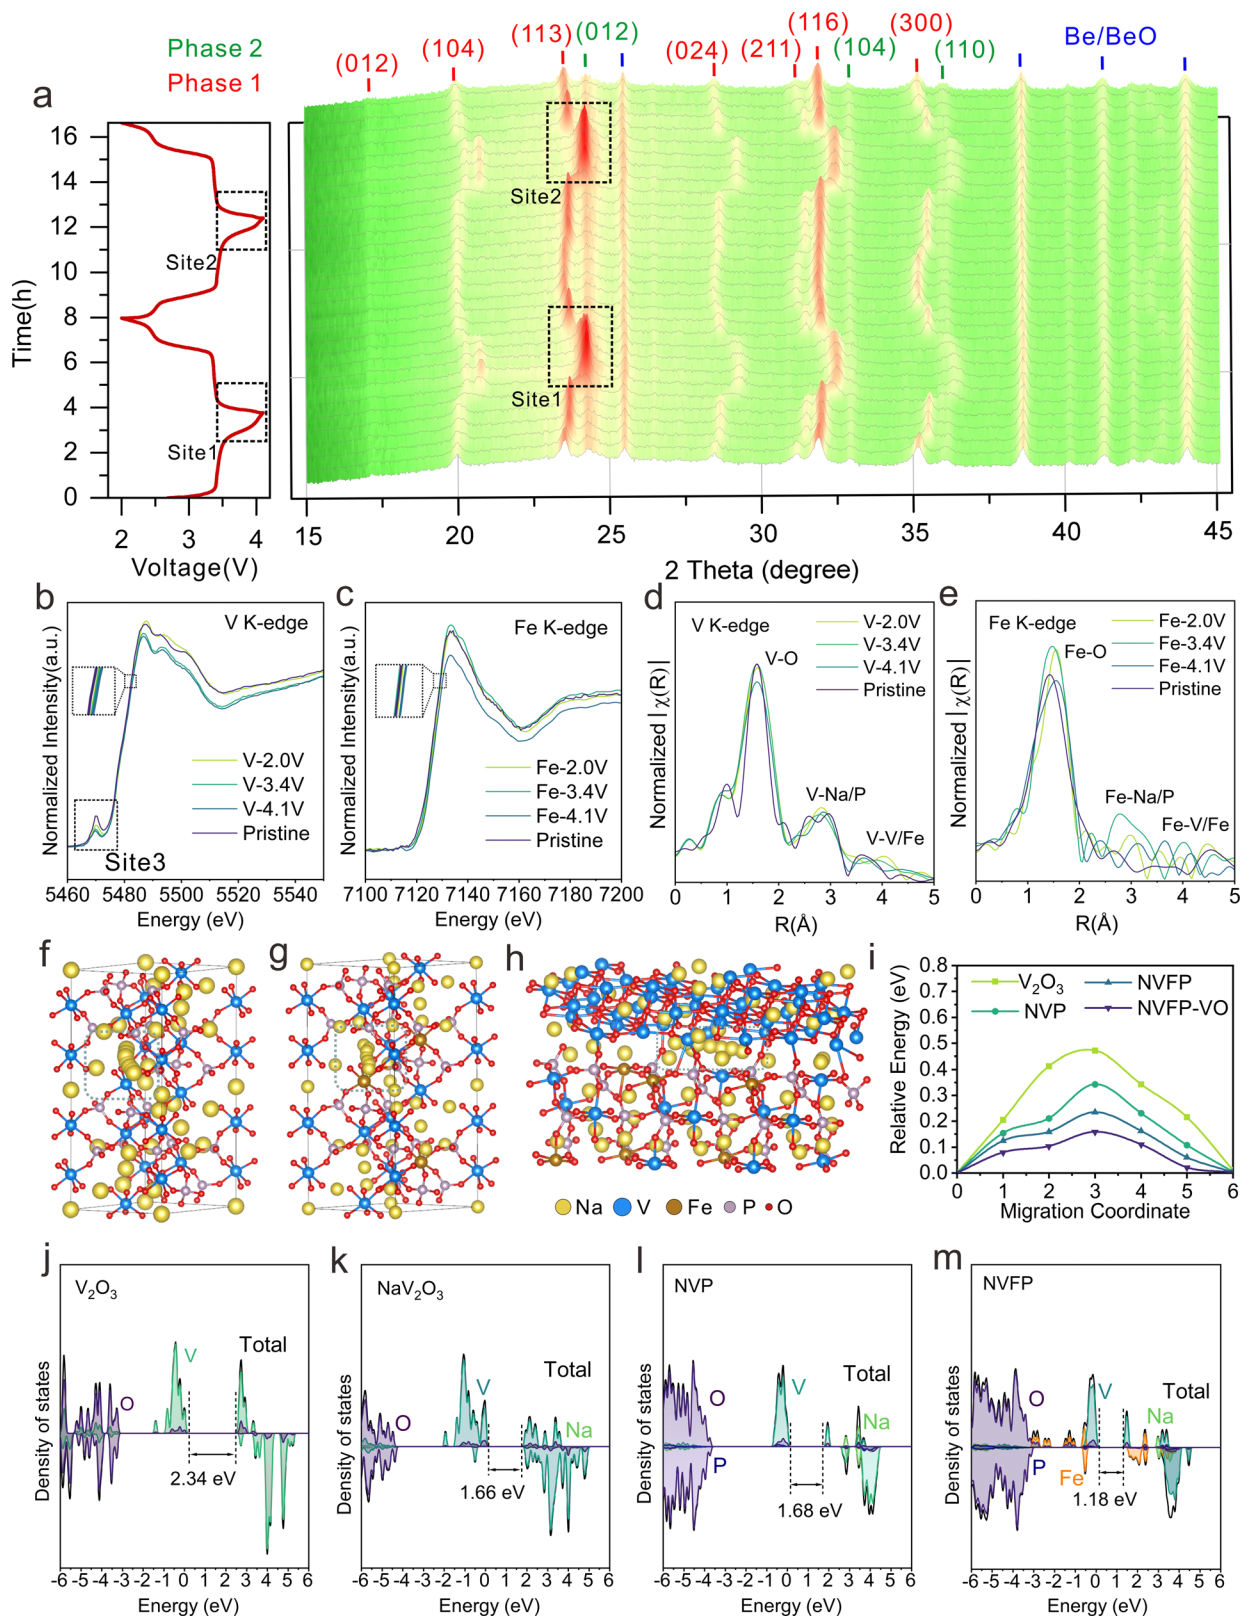 Phase 2
Phase 1
(012)
(104)
(113)
(012)
(024)
(211)
(116)
(104)
(300)
(110)
Be/BeO
a
16
14
12
10
8
6
4
2
0
Time(h)
Site2
Site1
2 3 4
Voltage(V)
Site2
Site1
15 20 25 30 35 40 45
2 Theta (degree)
b
V K-edge
Normalized Intensity(a.u.)
V-2.0V
V-3.4V
V-4.1V
Pristine
Site3
5460 5480 5500 5520 5540
Energy (eV)
c
Fe K-edge
Normalized Intensity(a.u.)
Fe-2.0V
Fe-3.4V
Fe-4.1V
Pristine
7100 7120 7140 7160 7180 7200
Energy (eV)
d
V K-edge
V-O
V-2.0V
V-3.4V
V-4.1V
Pristine
V-Na/P
V-V/Fe
Normalized |χ(R)|
0 1 2 3 4 5
R(Å)
e
Fe K-edge
Fe-O
Fe-2.0V
Fe-3.4V
Fe-4.1V
Pristine
Fe-Na/P
Fe-V/Fe
Normalized |χ(R)|
0 1 2 3 4 5
R(Å)
f
g
h
Na V Fe P O
i
V₂O₃ NVFP
NVP NVFP-VO
0.8
0.7
0.6
0.5
0.4
0.3
0.2
0.1
0.0
Relative Energy (eV)
0 1 2 3 4 5 6
Migration Coordinate
j
V₂O₃
V
Total
O
2.34 eV
Density of states
-6 -5 -4 -3 -2 -1 0 1 2 3 4 5 6
Energy (eV)
k
NaV₂O₃
V
Total
O
Na
1.66 eV
Density of states
-6 -5 -4 -3 -2 -1 0 1 2 3 4 5 6
Energy (eV)
l
NVP
V
Total
O
Na
P
1.68 eV
Density of states
-6 -5 -4 -3 -2 -1 0 1 2 3 4 5 6
Energy (eV)
m
NVFP
V
Total
O
Na
P
Fe
1.18 eV
Density of states
-6 -5 -4 -3 -2 -1 0 1 2 3 4 5 6
Energy (eV)